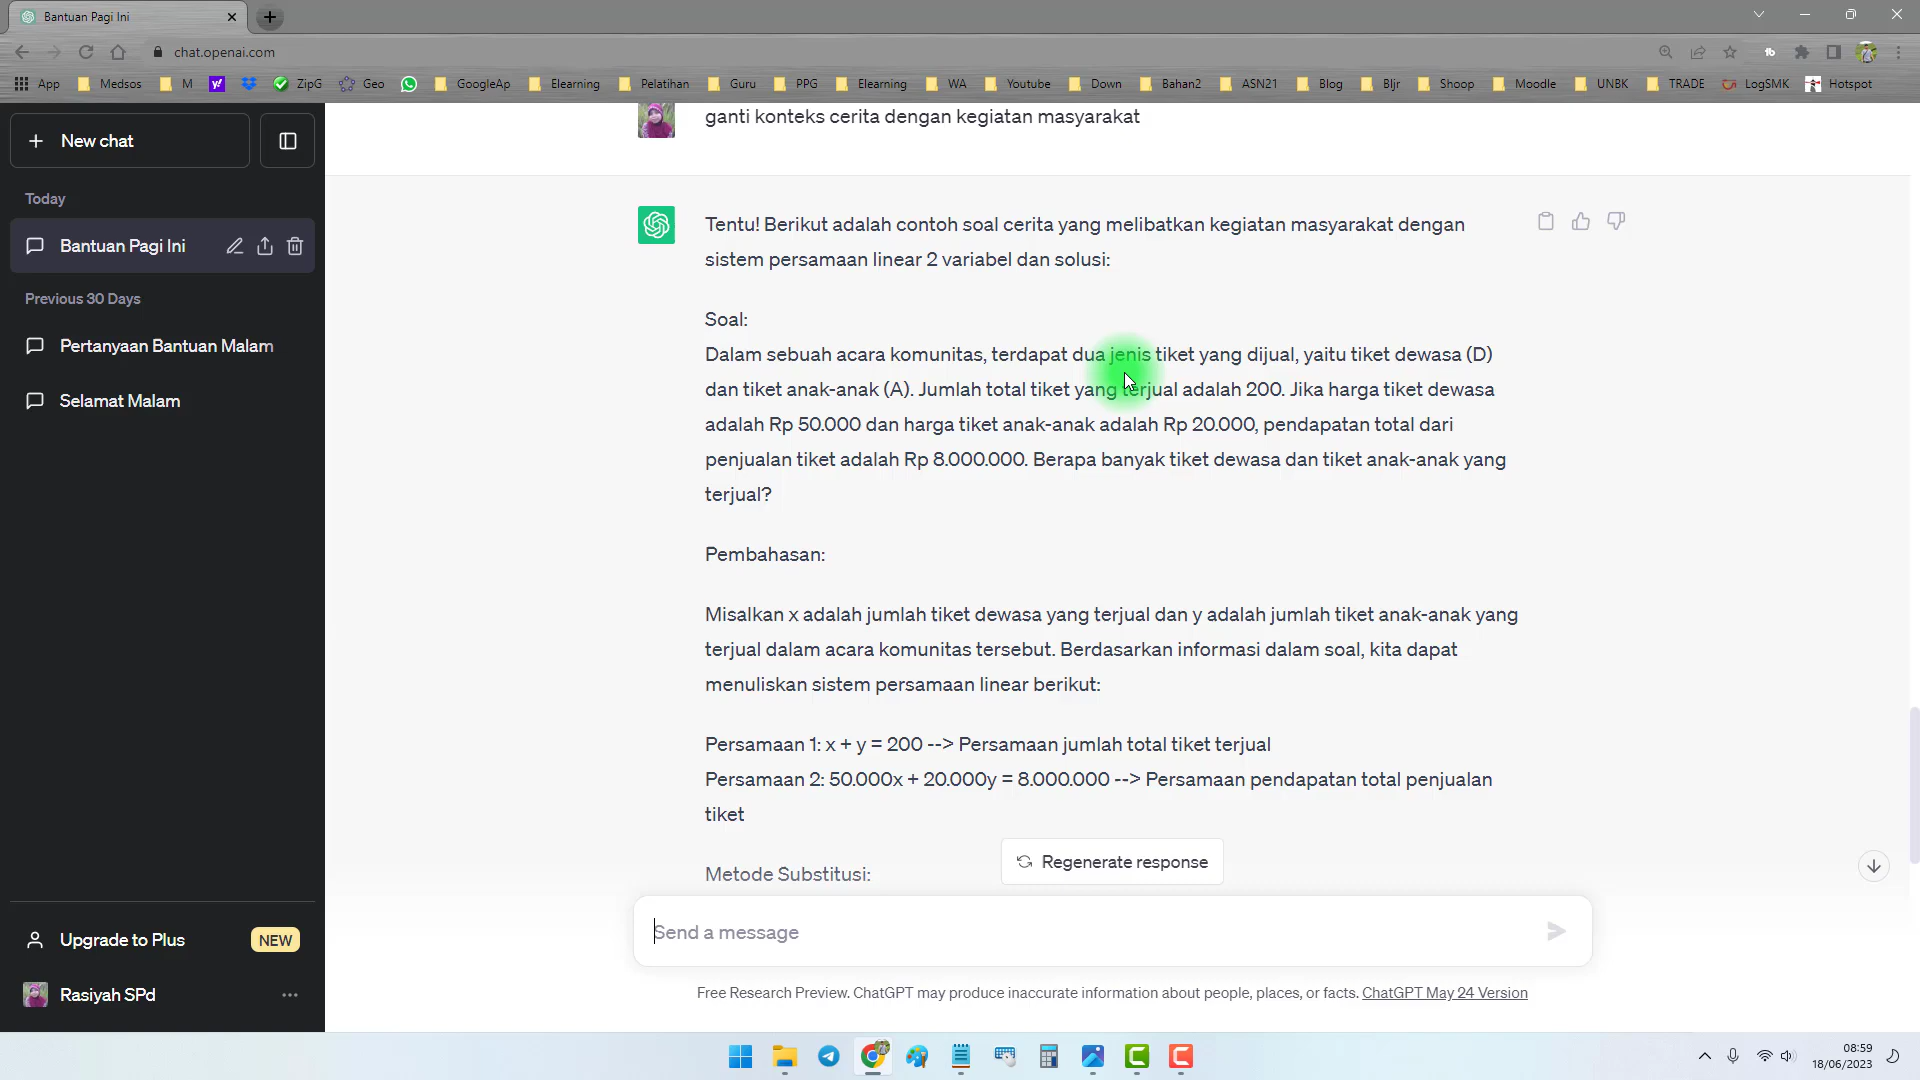 Bantuan Pagi Ini
chat.openai.com
App
Medsos
M
ZipG
Geo
GoogleAp
Elearning
Pelatihan
Guru
PPG
Elearning
WA
Youtube
Down
Bahan2
ASN21
Blog
Bljr
Shoop
Moodle
UNBK
TRADE
LogSMK
Hotspot
New chat
Today
Bantuan Pagi Ini
Previous 30 Days
Pertanyaan Bantuan Malam
Selamat Malam
Upgrade to Plus
NEW
Rasiyah SPd
ganti konteks cerita dengan kegiatan masyarakat
Tentu! Berikut adalah contoh soal cerita yang melibatkan kegiatan masyarakat dengan
sistem persamaan linear 2 variabel dan solusi:
Soal:
Dalam sebuah acara komunitas, terdapat dua jenis tiket yang dijual, yaitu tiket dewasa (D)
dan tiket anak-anak (A). Jumlah total tiket yang terjual adalah 200. Jika harga tiket dewasa
adalah Rp 50.000 dan harga tiket anak-anak adalah Rp 20.000, pendapatan total dari
penjualan tiket adalah Rp 8.000.000. Berapa banyak tiket dewasa dan tiket anak-anak yang
terjual?
Pembahasan:
Misalkan x adalah jumlah tiket dewasa yang terjual dan y adalah jumlah tiket anak-anak yang
terjual dalam acara komunitas tersebut. Berdasarkan informasi dalam soal, kita dapat
menuliskan sistem persamaan linear berikut:
Persamaan 1: x + y = 200 --> Persamaan jumlah total tiket terjual
Persamaan 2: 50.000x + 20.000y = 8.000.000 --> Persamaan pendapatan total penjualan
tiket
Metode Substitusi:
Regenerate response
Send a message
Free Research Preview. ChatGPT may produce inaccurate information about people, places, or facts. ChatGPT May 24 Version
08:59
18/06/2023